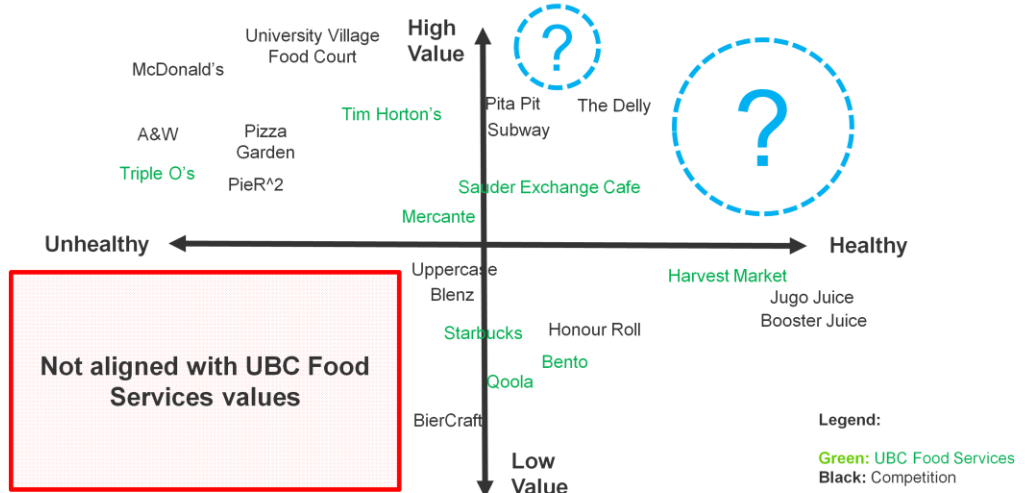 University Village
Food Court
High
Value
?
McDonald's
?
Tim Horton's
Pita Pit
The Delly
Subway
A&W
Pizza
Garden
Triple O's
PieR^2
Sauder Exchange Cafe
Mercante
Unhealthy
Healthy
Uppercase
Blenz
Harvest Market
Jugo Juice
Booster Juice
Starbucks
Honour Roll
Bento
Qoola
Not aligned with UBC Food
Services values
BierCraft
Low
Value
Legend:
Green: UBC Food Services
Black: Competition